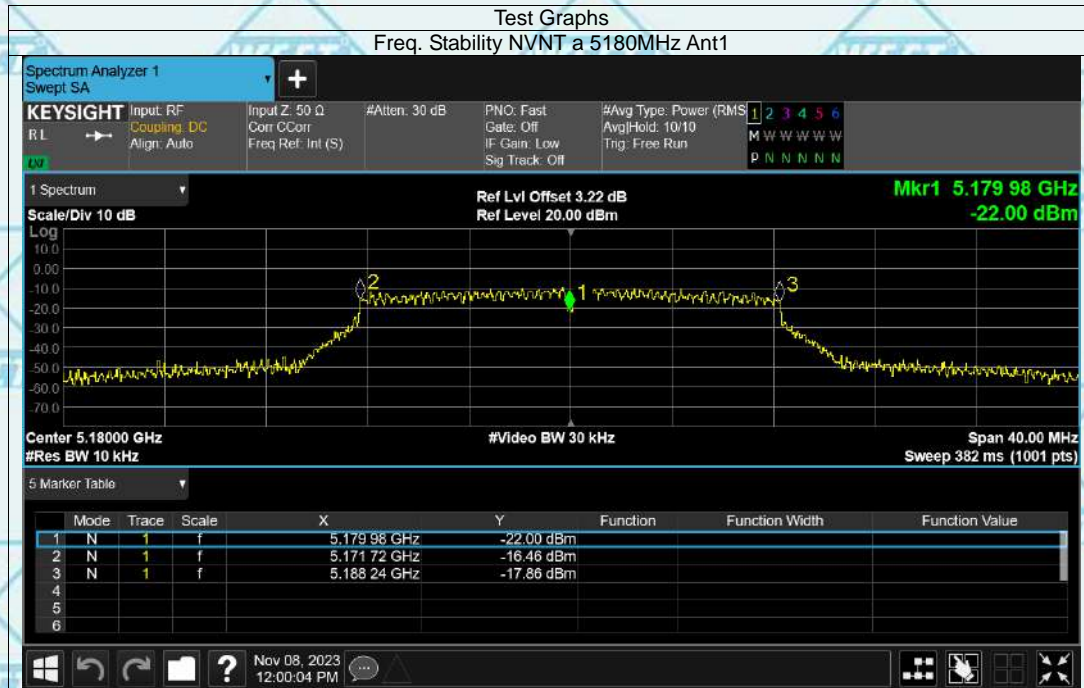 Test Graphs
Freq. Stability NVNT a 5180MHz Ant1
Spectrum Analyzer 1
Swept SA
+
KEYSIGHT Input: RF Input Z: 50 Ω #Atten: 30 dB PNO: Fast #Avg Type: Power (RMS 1 2 3 4 5 6
RL Coupling: DC Corr CCorr Gate: Off Avg|Hold: 10/10 M W W W W W
Align: Auto Freq Ref: Int (S) IF Gain: Low Trig: Free Run
LXI Sig Track: Off P N N N N N
1 Spectrum Ref Lvl Offset 3.22 dB Mkr1 5.179 98 GHz
Scale/Div 10 dB Ref Level 20.00 dBm -22.00 dBm
Log
10.0
0.00
-10.0 2 1 3
-20.0
-30.0
-40.0
-50.0
-60.0
-70.0
Center 5.18000 GHz #Video BW 30 kHz Span 40.00 MHz
#Res BW 10 kHz Sweep 382 ms (1001 pts)
5 Marker Table
Mode Trace Scale X Y Function Function Width Function Value
1 N 1 f 5.179 98 GHz -22.00 dBm
2 N 1 f 5.171 72 GHz -16.46 dBm
3 N 1 f 5.188 24 GHz -17.86 dBm
4
5
6
? Nov 08, 2023
12:00:04 PM